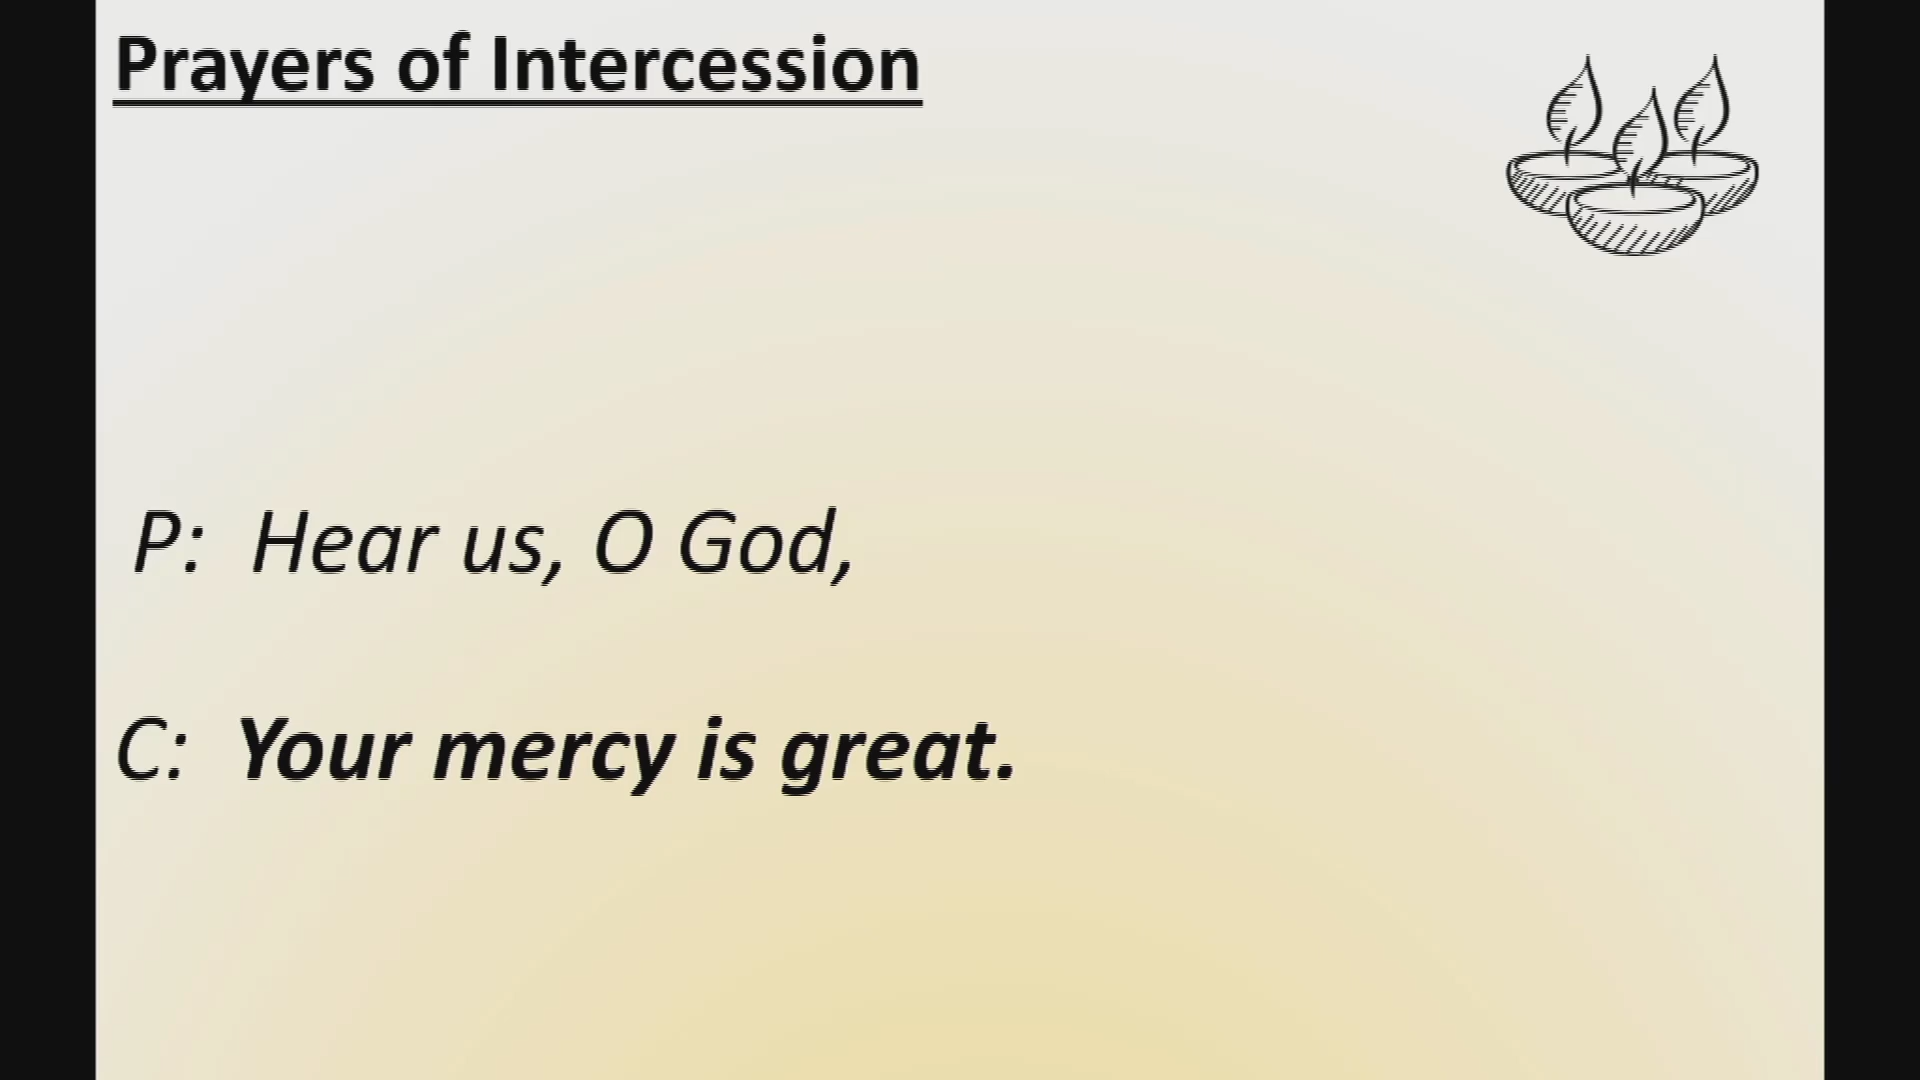 Prayers of Intercession
P: Hear us, O God,
C: Your mercy is great.